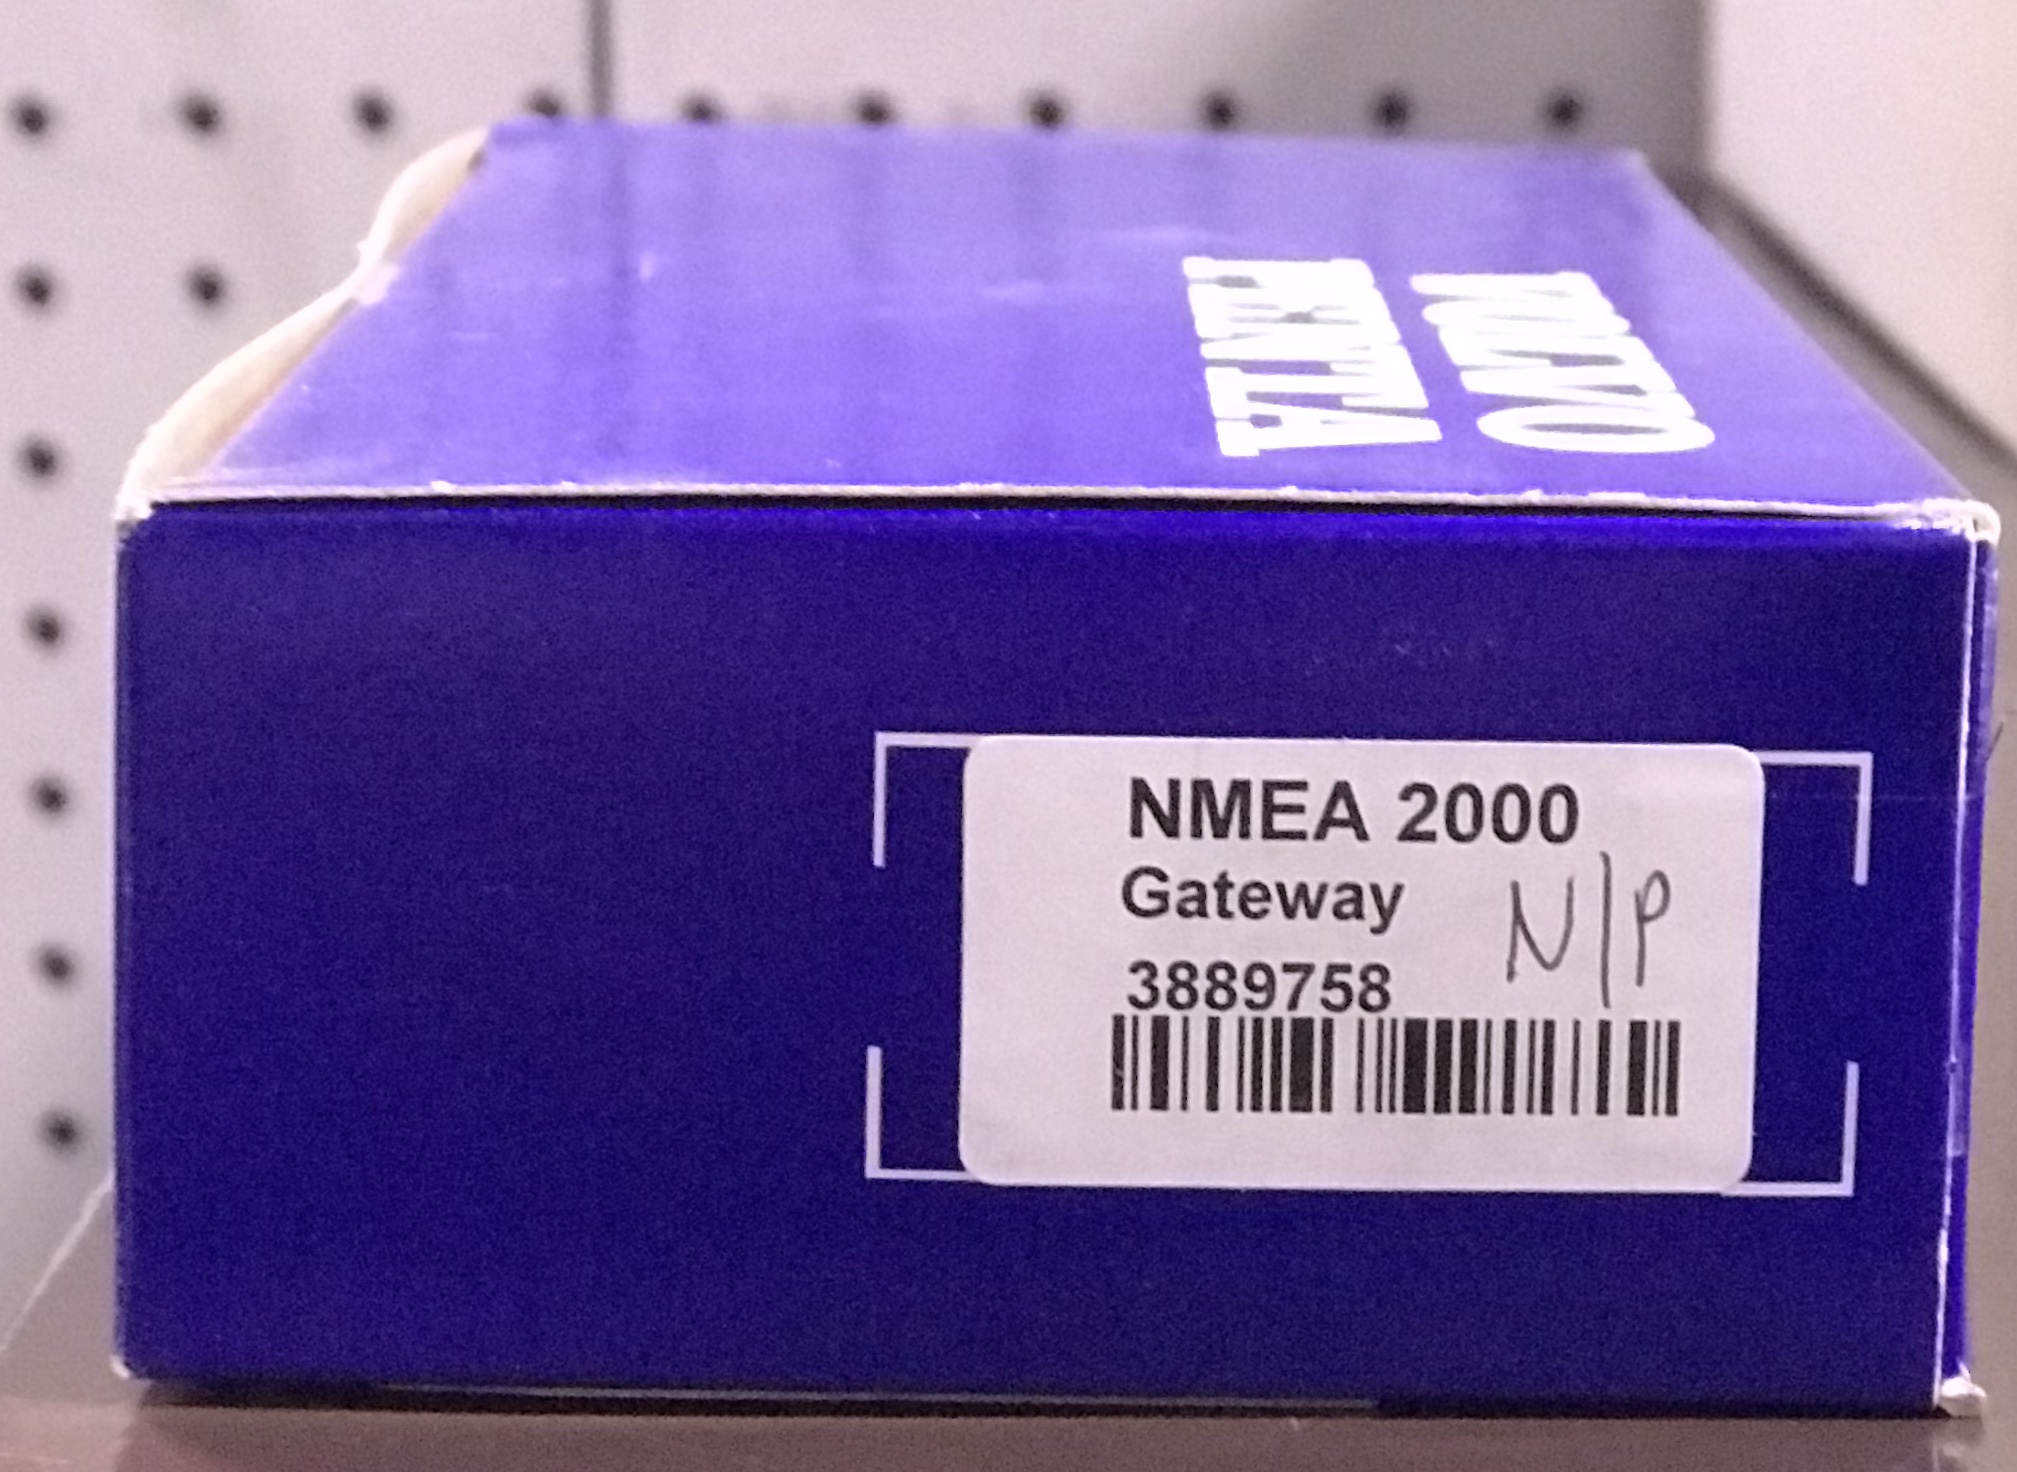 VOLVO
PENTA
NMEA 2000
Gateway
N/P
3889758